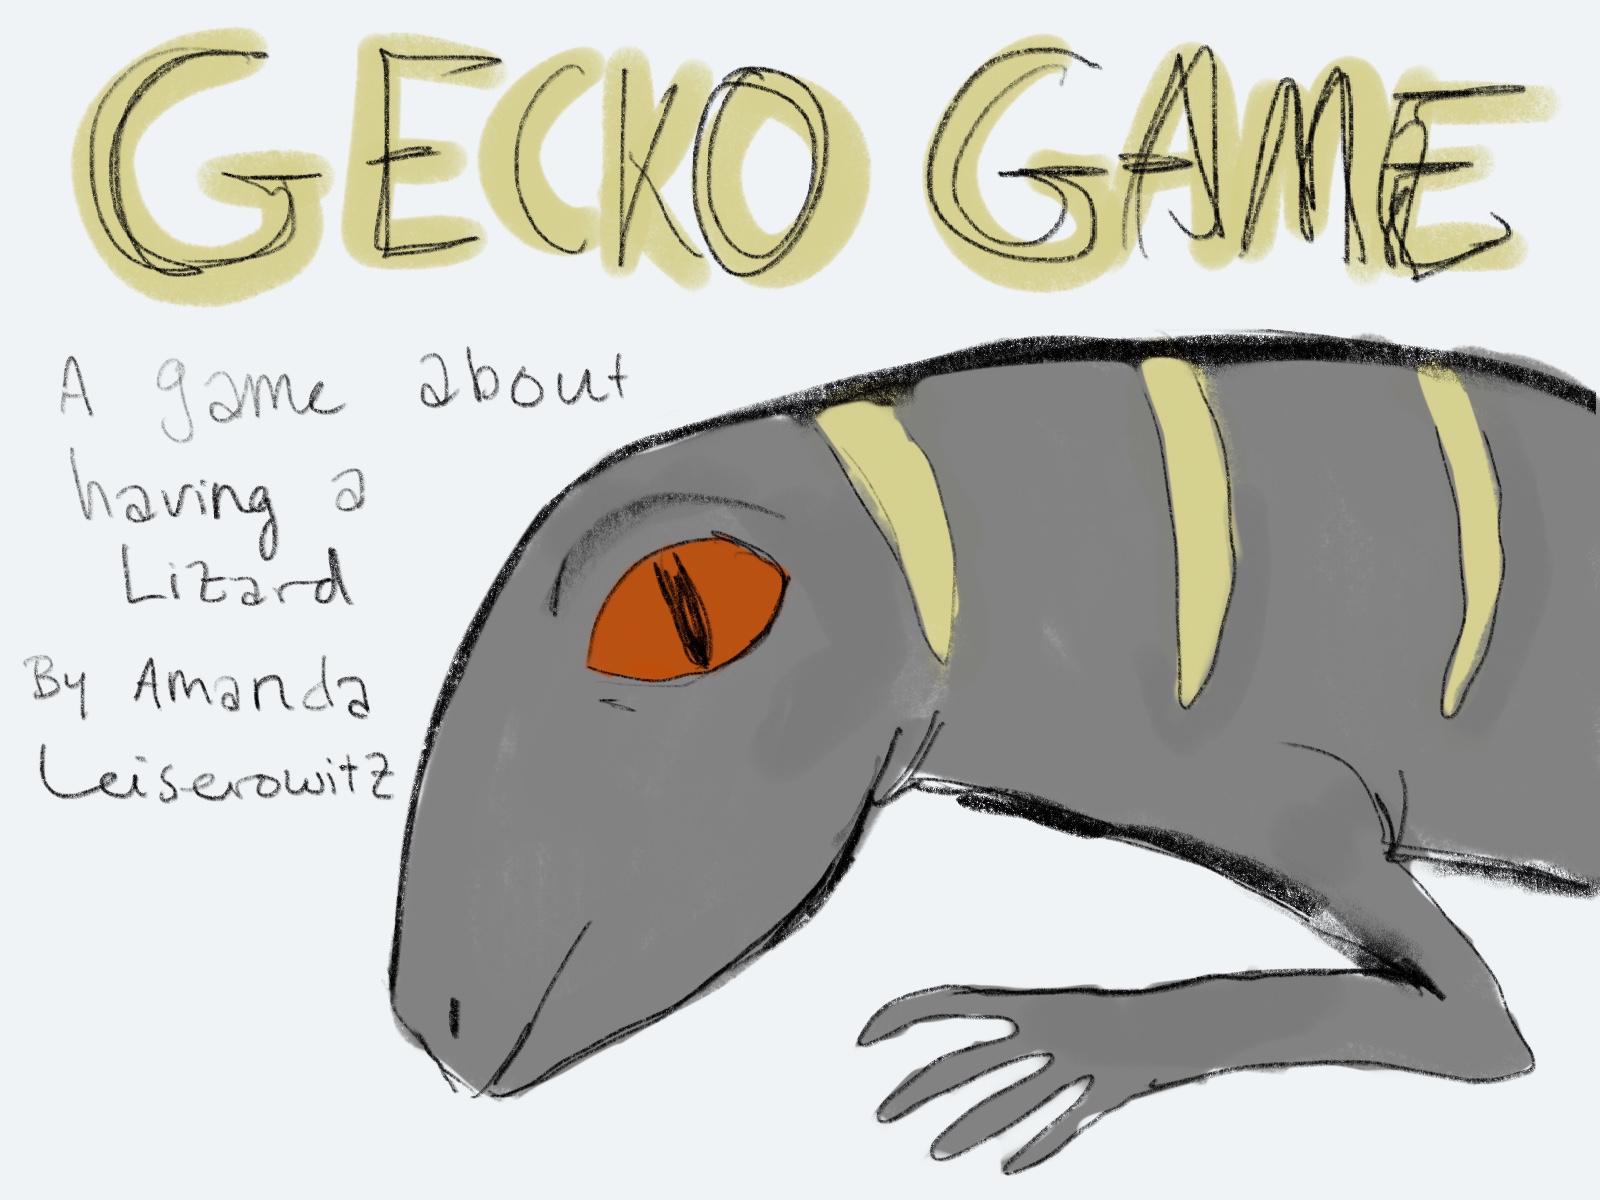 GECKO GAME
A game about
having a
Lizard
By Amanda
Leiserowitz